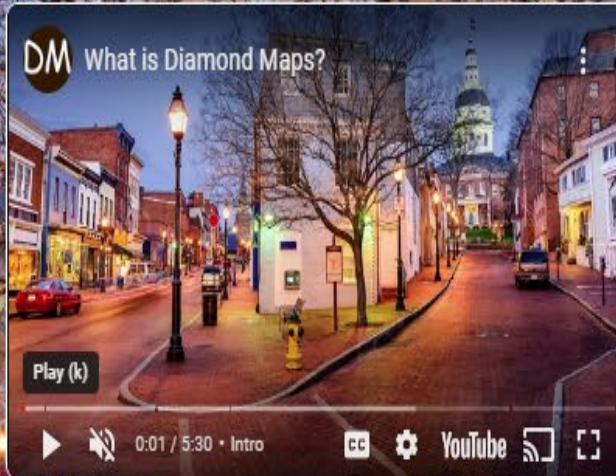 DM What is Diamond Maps?
Play (k)
0:01 / 5:30 • Intro CC YouTube